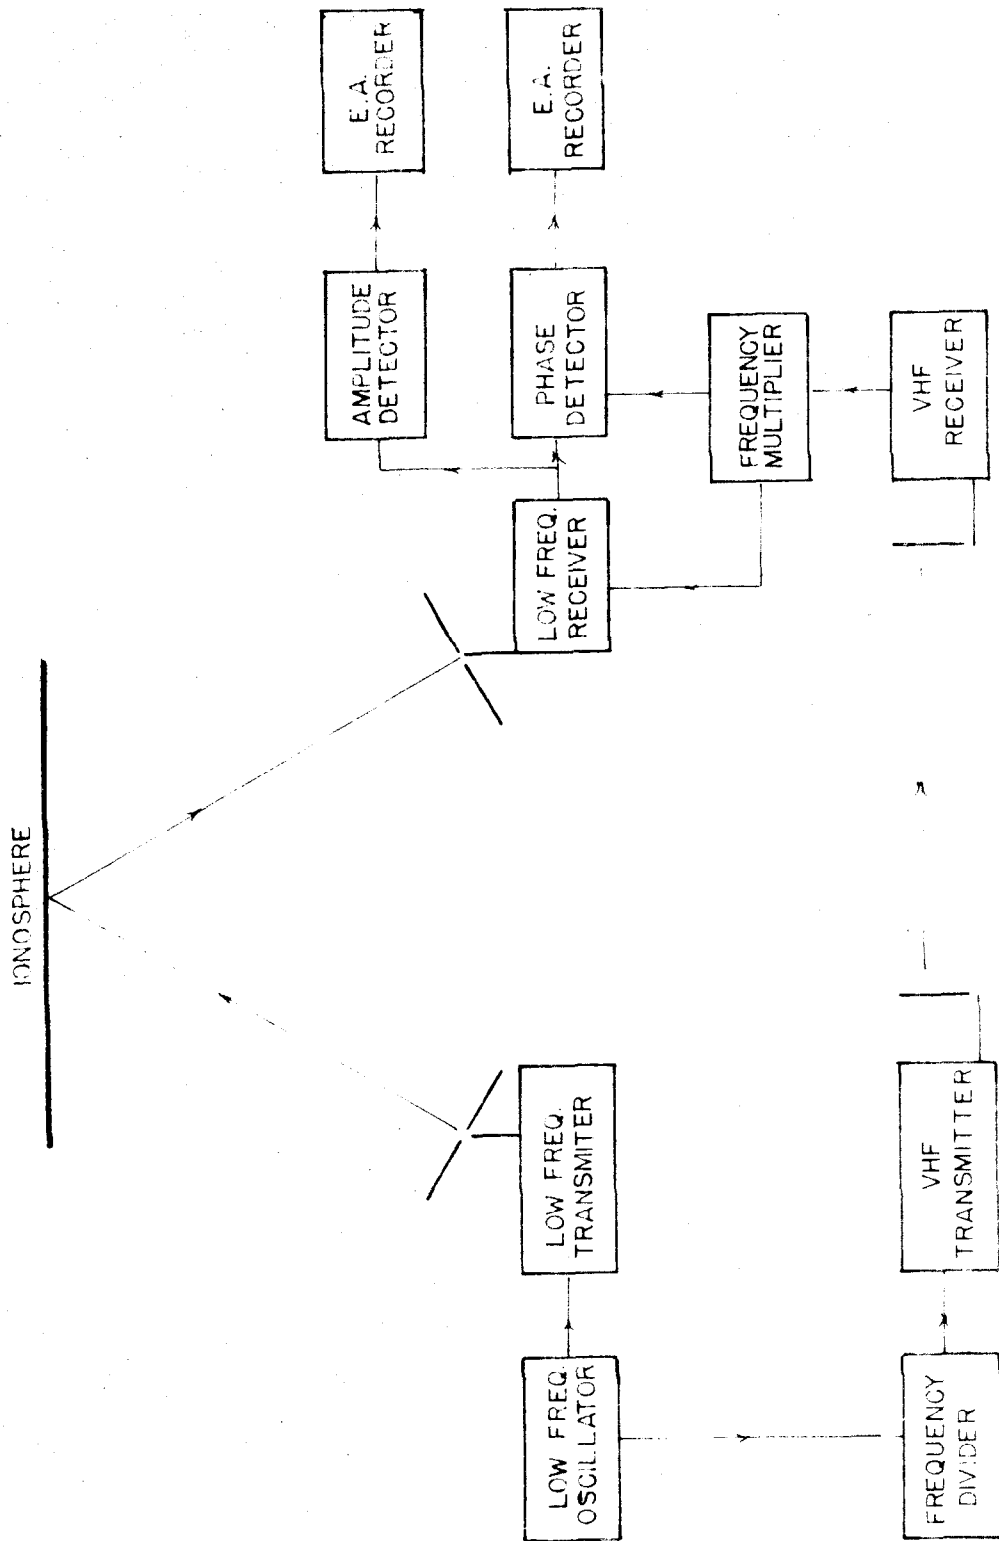 IONOSPHERE
LOW FREQ.
OSCILLATOR
LOW FREQ.
TRANSMITER
LOW FREQ.
RECEIVER
AMPLITUDE
DETECTOR
E.A.
RECORDER
PHASE
DETECTOR
E.A.
RECORDER
FREQUENCY
MULTIPLIER
FREQUENCY
DIVIDER
VHF
TRANSMITTER
VHF
RECEIVER